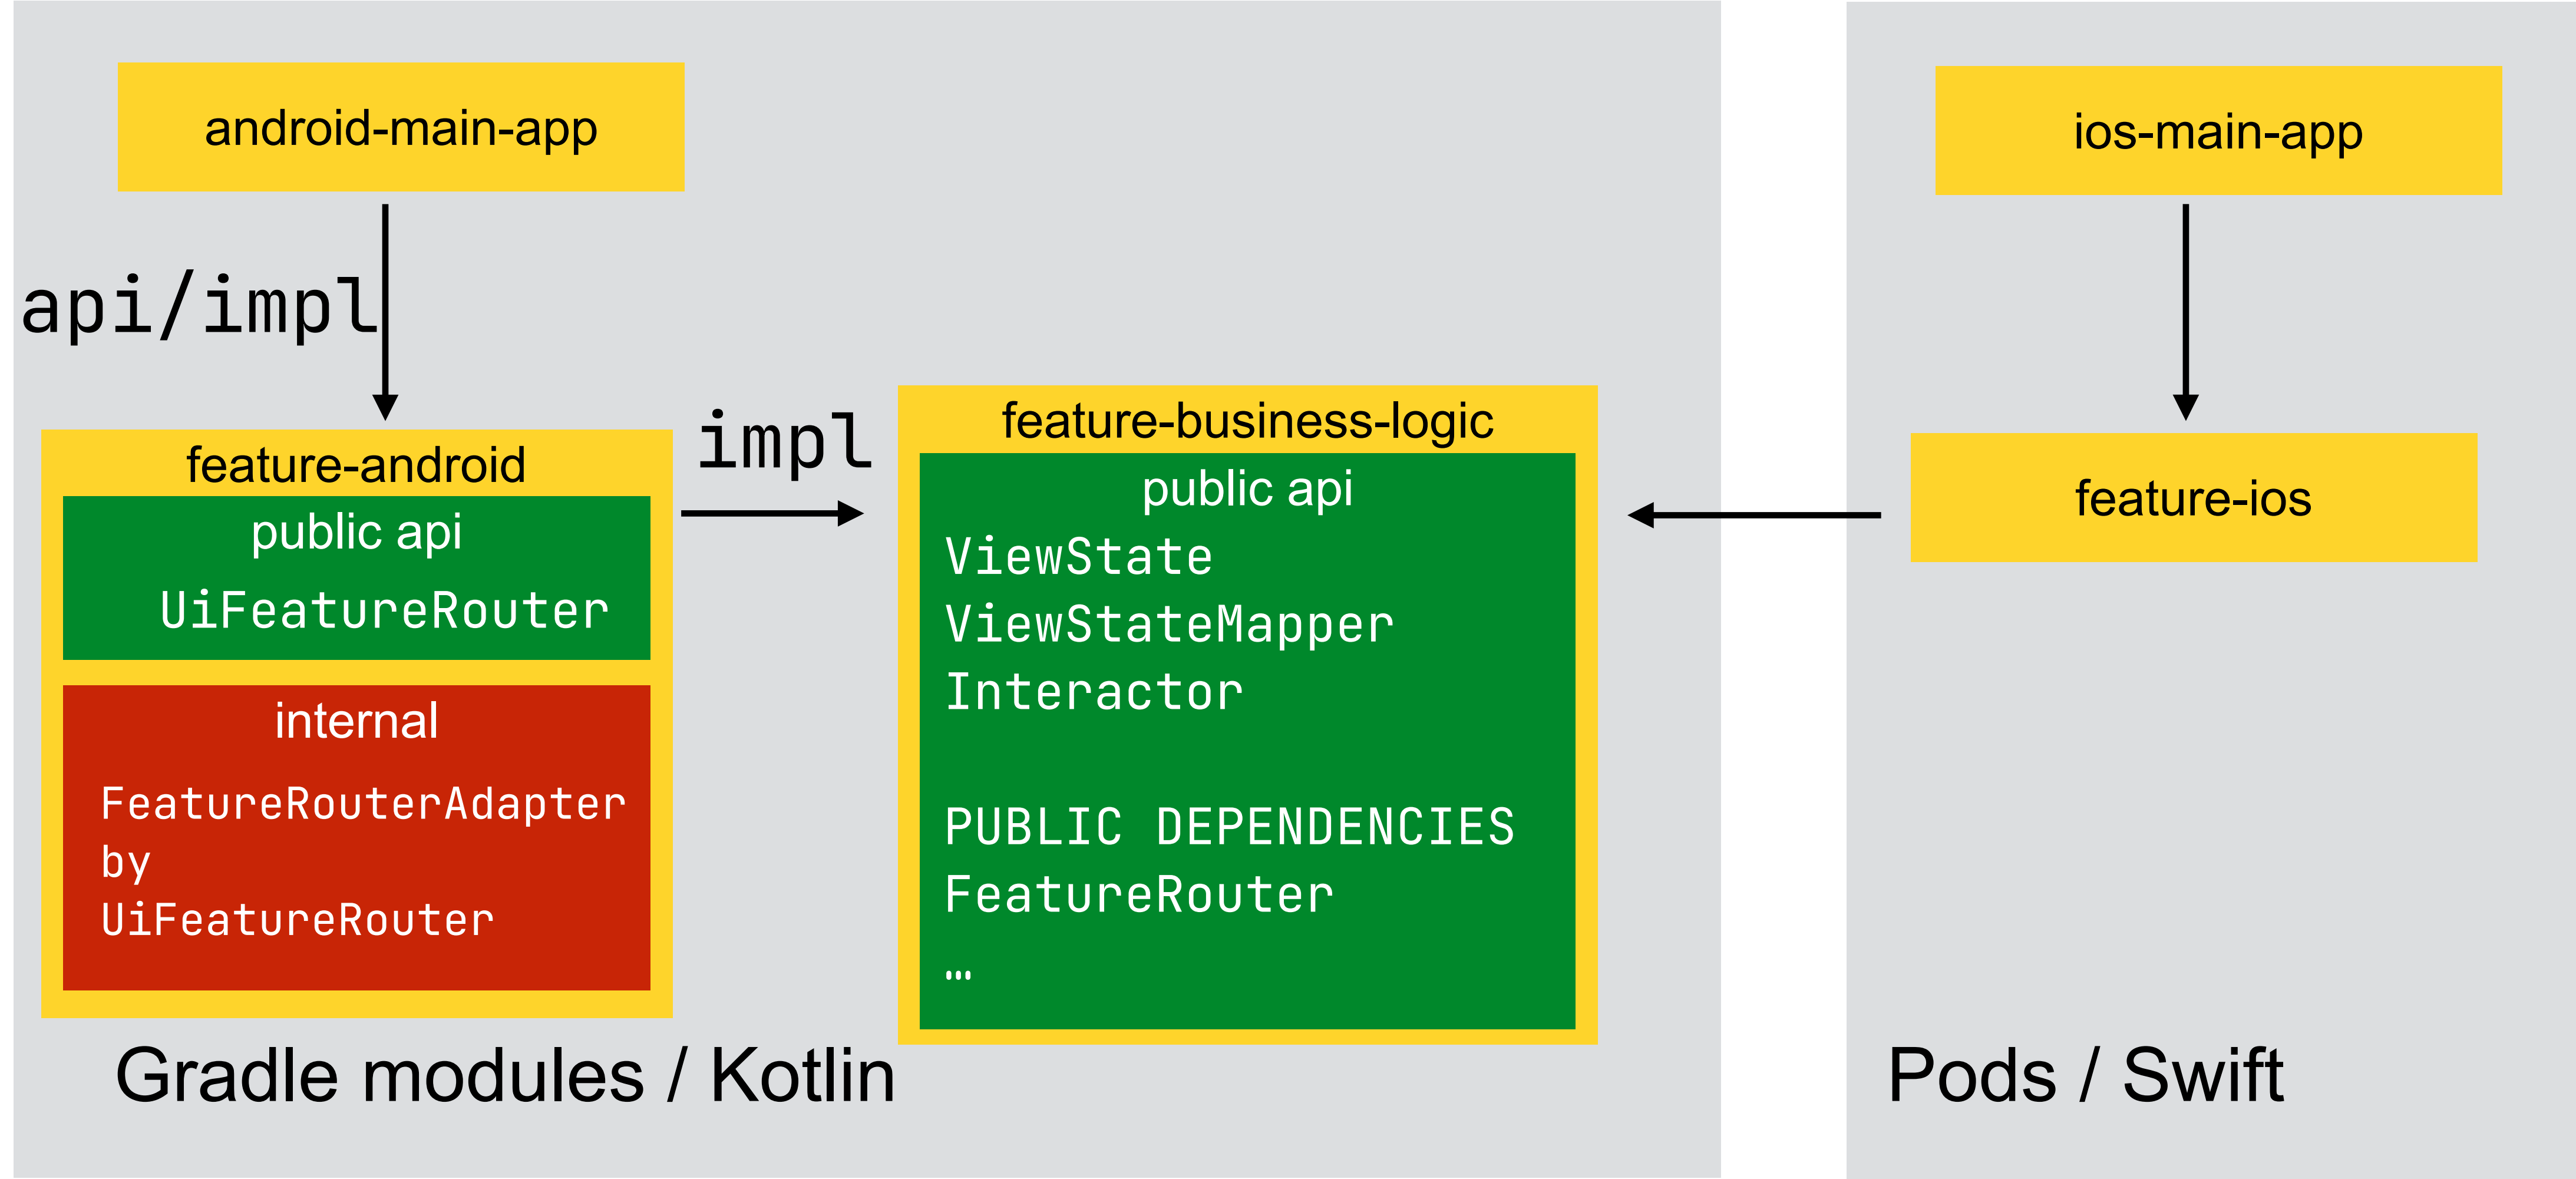 android-main-app
api/impl
feature-android
public api
UiFeatureRouter
internal
FeatureRouterAdapter
by
UiFeatureRouter
impl
feature-business-logic
public api
ViewState
ViewStateMapper
Interactor
PUBLIC DEPENDENCIES
FeatureRouter
…
Gradle modules / Kotlin
ios-main-app
feature-ios
Pods / Swift